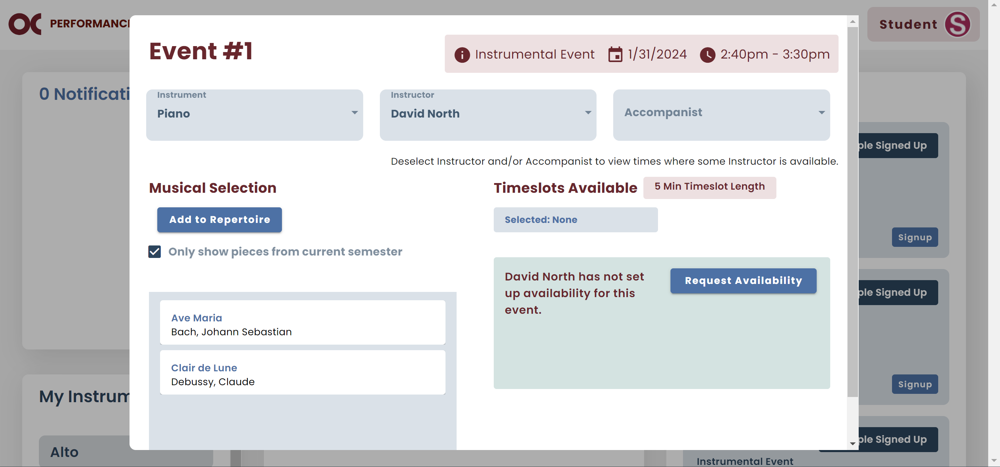 OC PERFORMANC
Student S
Event #1
Instrumental Event 1/31/2024 2:40pm - 3:30pm
0 Notificati
Instrument
Piano
Instructor
David North
Accompanist
ple Signed Up
Deselect Instructor and/or Accompanist to view times where some Instructor is available.
Musical Selection
Timeslots Available 5 Min Timeslot Length
Add to Repertoire
Selected: None
Signup
Only show pieces from current semester
David North has not set
up availability for this
event.
Request Availability
ple Signed Up
Ave Maria
Bach, Johann Sebastian
Clair de Lune
Debussy, Claude
Signup
My Instrum
ple Signed Up
Alto
Instrumental Event